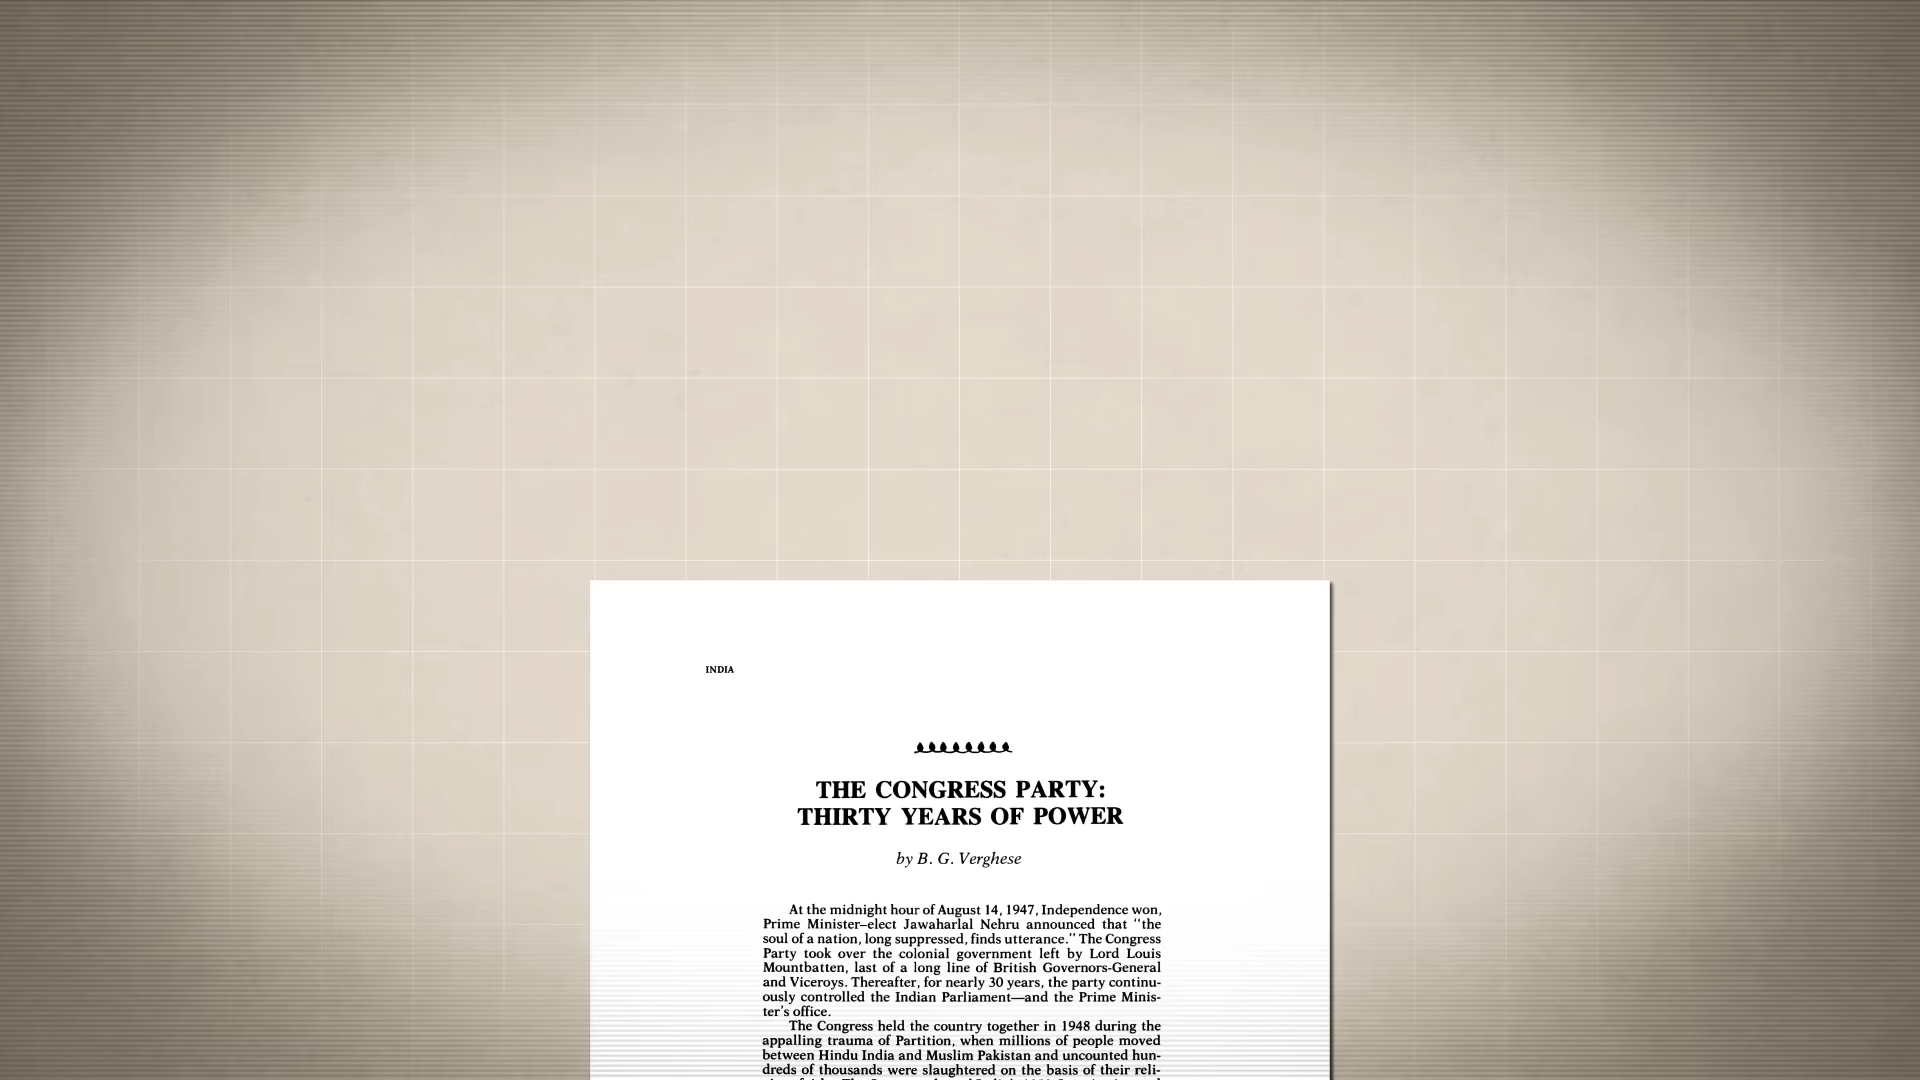 INDIA
THE CONGRESS PARTY:
THIRTY YEARS OF POWER
by B. G. Verghese
At the midnight hour of August 14, 1947, Independence won,
Prime Minister–elect Jawaharlal Nehru announced that "the
soul of a nation, long suppressed, finds utterance." The Congress
Party took over the colonial government left by Lord Louis
Mountbatten, last of a long line of British Governors-General
and Viceroys. Thereafter, for nearly 30 years, the party continu-
ously controlled the Indian Parliament—and the Prime Minis-
ter's office.
The Congress held the country together in 1948 during the
appalling trauma of Partition, when millions of people moved
between Hindu India and Muslim Pakistan and uncounted hun-
dreds of thousands were slaughtered on the basis of their reli-